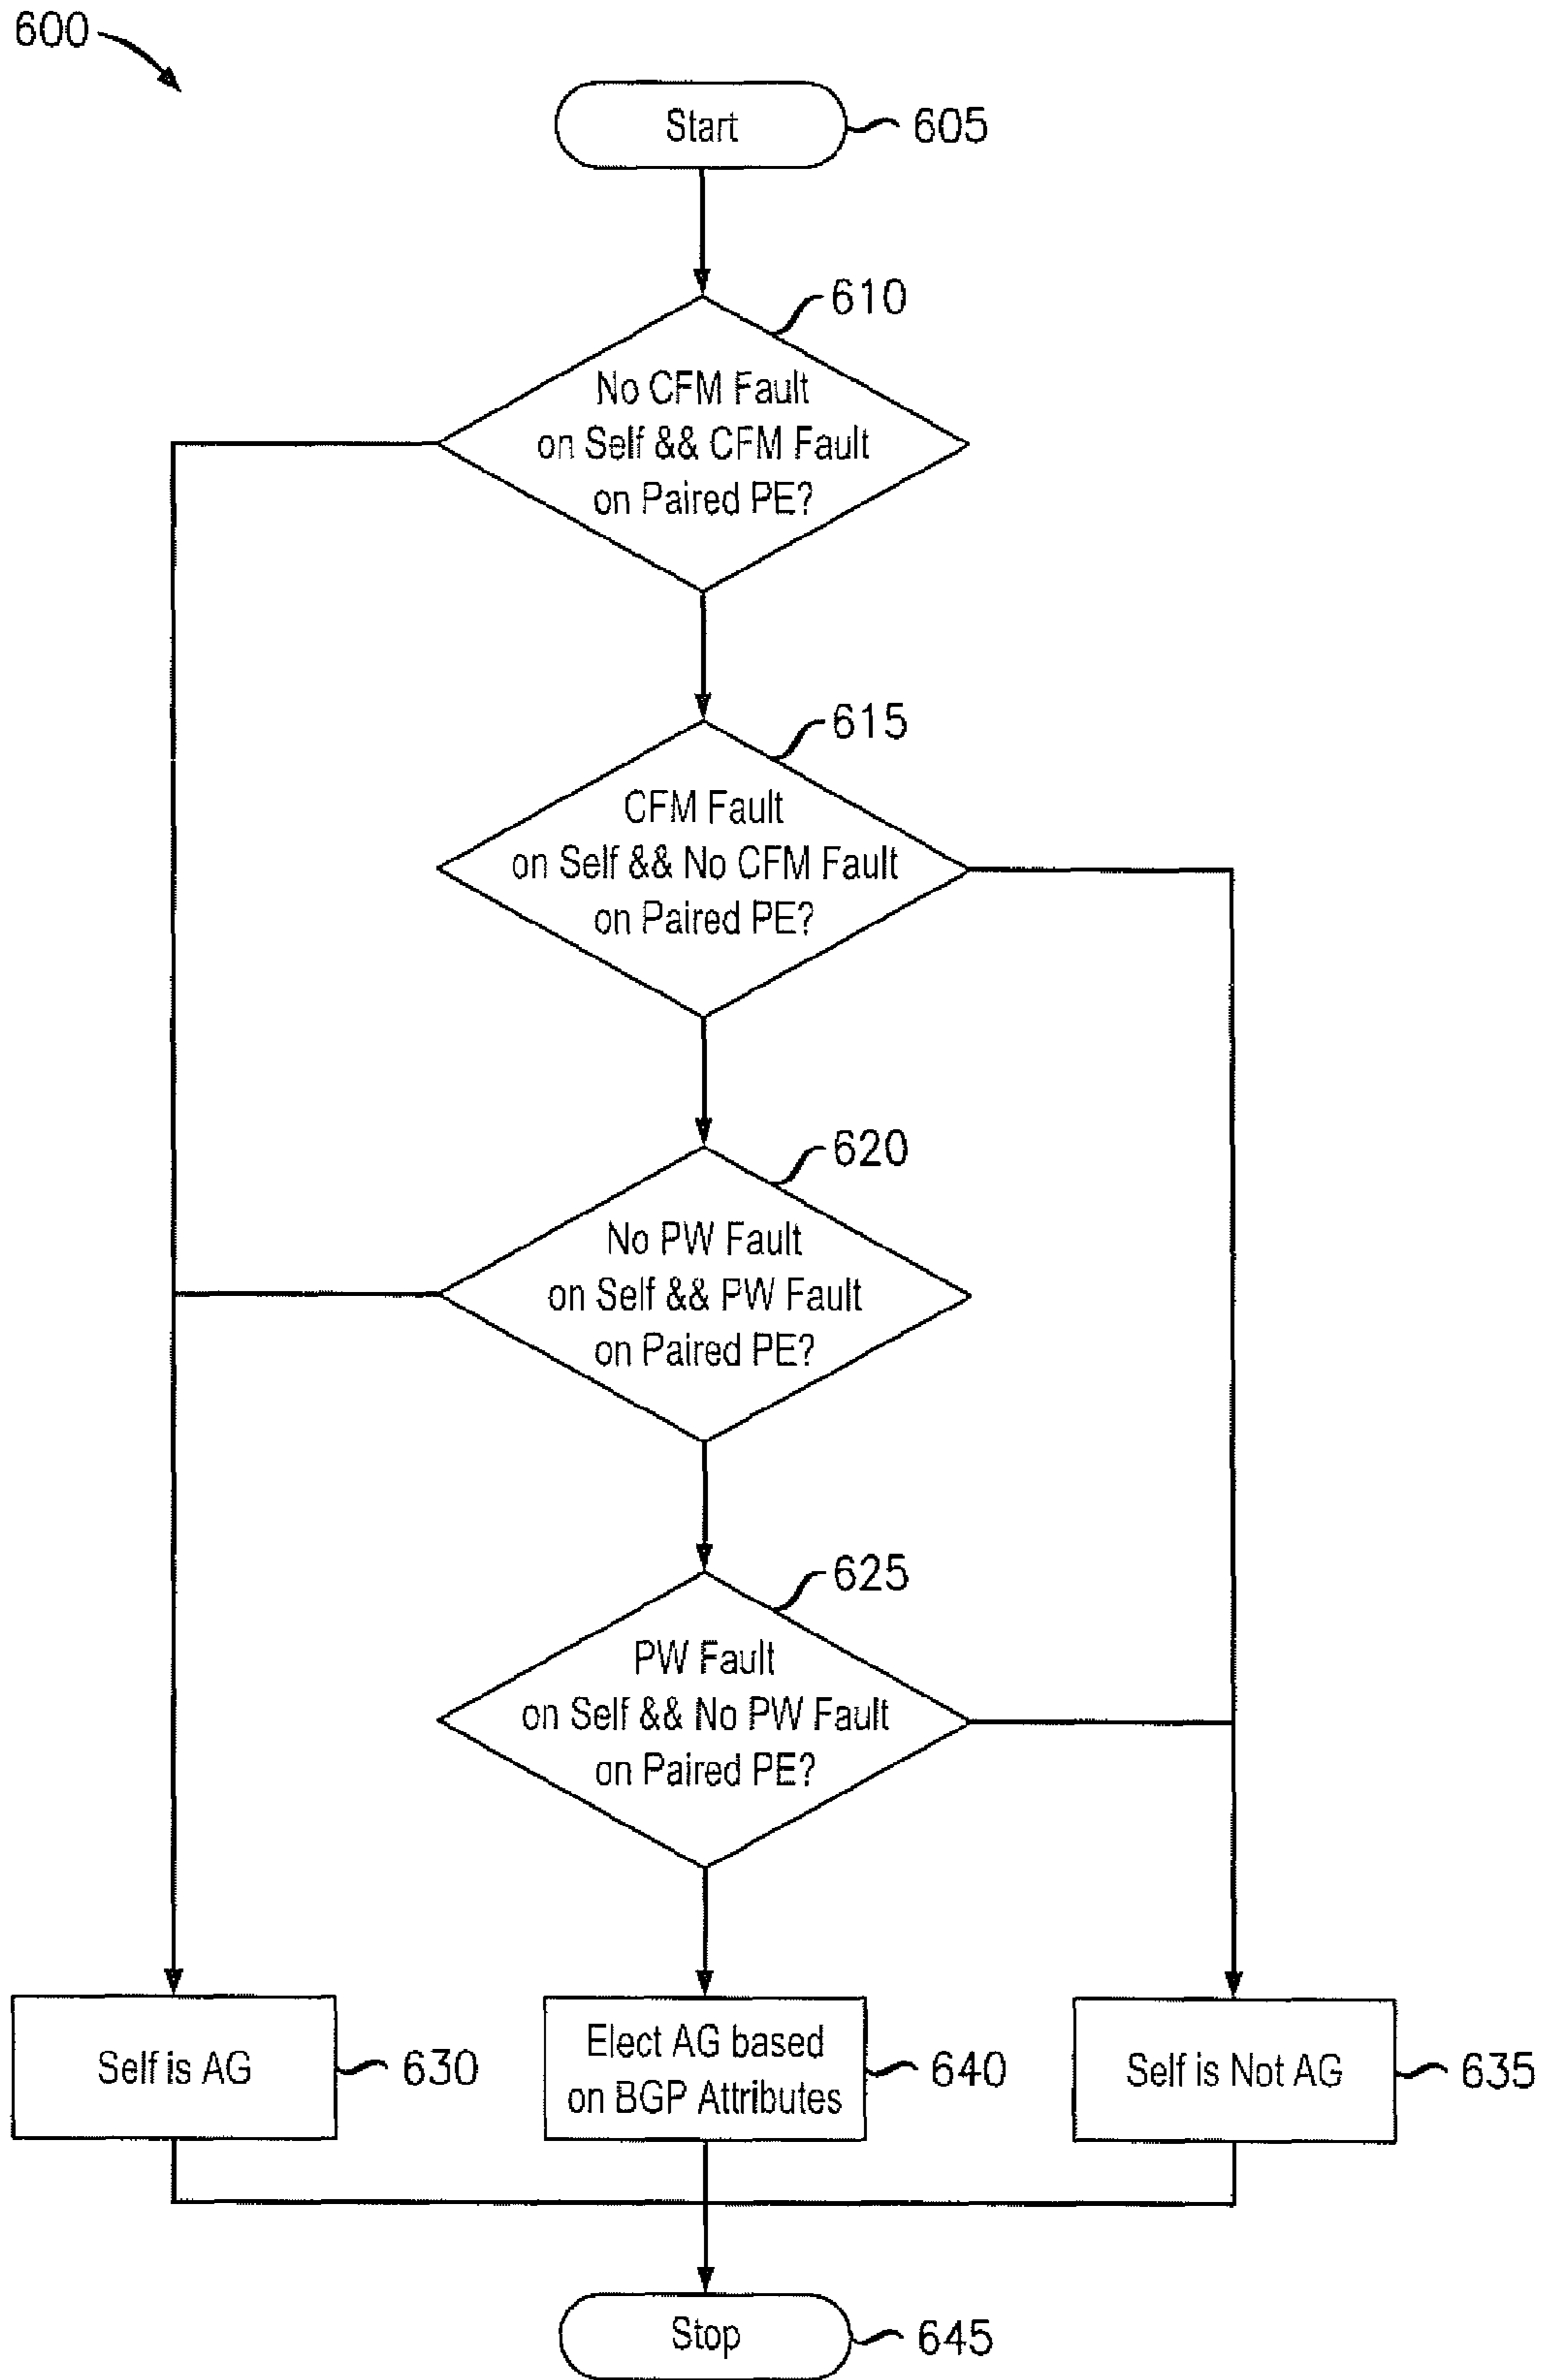 600
Start
605
610
No CFM Fault
on Self && CFM Fault
on Paired PE?
615
CFM Fault
on Self && No CFM Fault
on Paired PE?
620
No PW Fault
on Self && PW Fault
on Paired PE?
625
PW Fault
on Self && No PW Fault
on Paired PE?
Self is AG
630
Elect AG based
on BGP Attributes
640
Self is Not AG
635
Stop
645